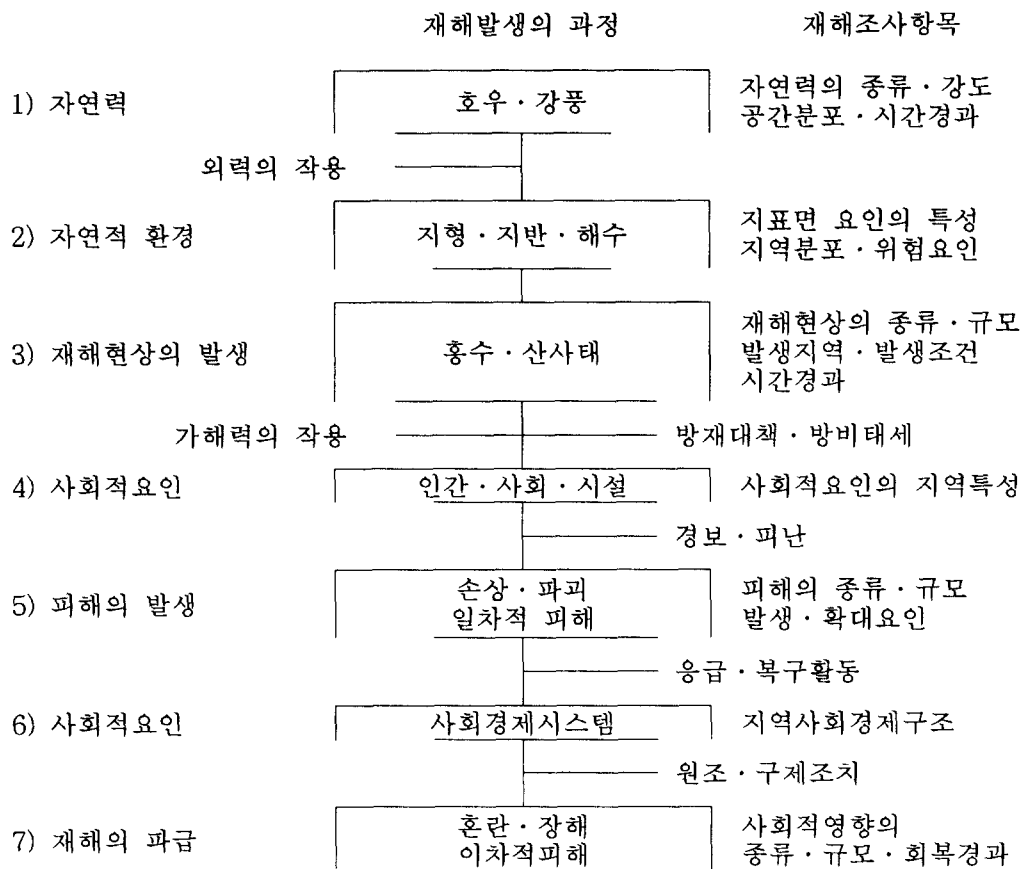 재해발생의 과정 재해조사항목
1) 자연력 호우·강풍 자연력의 종류·강도
공간분포·시간경과
외력의 작용
2) 자연적 환경 지형·지반·해수 지표면 요인의 특성
지역분포·위험요인
3) 재해현상의 발생 홍수·산사태 재해현상의 종류·규모
발생지역·발생조건
시간경과
가해력의 작용 방재대책·방비태세
4) 사회적요인 인간·사회·시설 사회적요인의 지역특성
경보·피난
5) 피해의 발생 손상·파괴 피해의 종류·규모
일차적 피해 발생·확대요인
응급·복구활동
6) 사회적요인 사회경제시스템 지역사회경제구조
원조·구제조치
7) 재해의 파급 혼란·장해 사회적영향의
이차적피해 종류·규모·회복경과